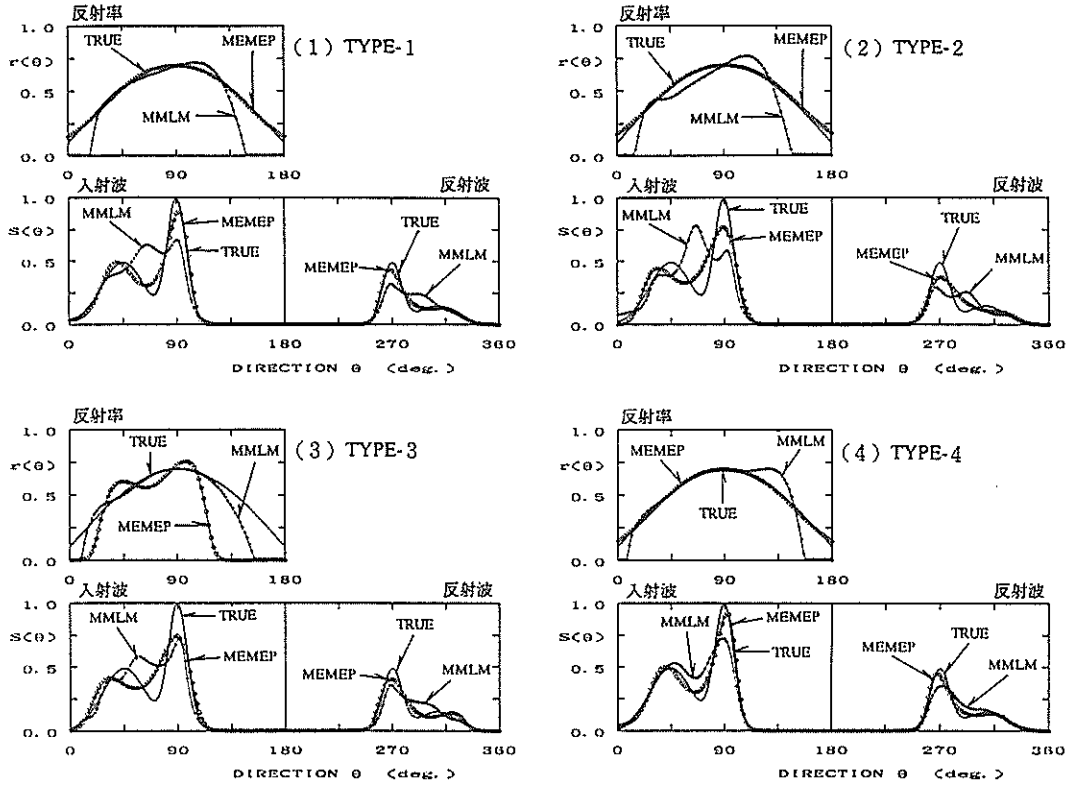 反射率
1.0
r(θ)
0.5
0.0
0
90
180
TRUE
MEMEP
MMLM
(1) TYPE-1
入射波
反射波
1.0
S(θ)
0.5
0.0
MMLM
MEMEP
TRUE
TRUE
MEMEP
MMLM
0
90
180
270
360
DIRECTION θ (deg.)
反射率
1.0
r(θ)
0.5
0.0
0
90
180
TRUE
MEMEP
MMLM
(2) TYPE-2
入射波
反射波
1.0
S(θ)
0.5
0.0
MMLM
TRUE
MEMEP
TRUE
MEMEP
MMLM
0
90
180
270
360
DIRECTION θ (deg.)
反射率
1.0
r(θ)
0.5
0.0
0
90
180
TRUE
MMLM
MEMEP
(3) TYPE-3
入射波
反射波
1.0
S(θ)
0.5
0.0
MMLM
TRUE
MEMEP
TRUE
MEMEP
MMLM
0
90
180
270
360
DIRECTION θ (deg.)
反射率
1.0
r(θ)
0.5
0.0
0
90
180
MEMEP
MMLM
TRUE
(4) TYPE-4
入射波
反射波
1.0
S(θ)
0.5
0.0
MMLM
MEMEP
TRUE
MEMEP
TRUE
MMLM
0
90
180
270
360
DIRECTION θ (deg.)